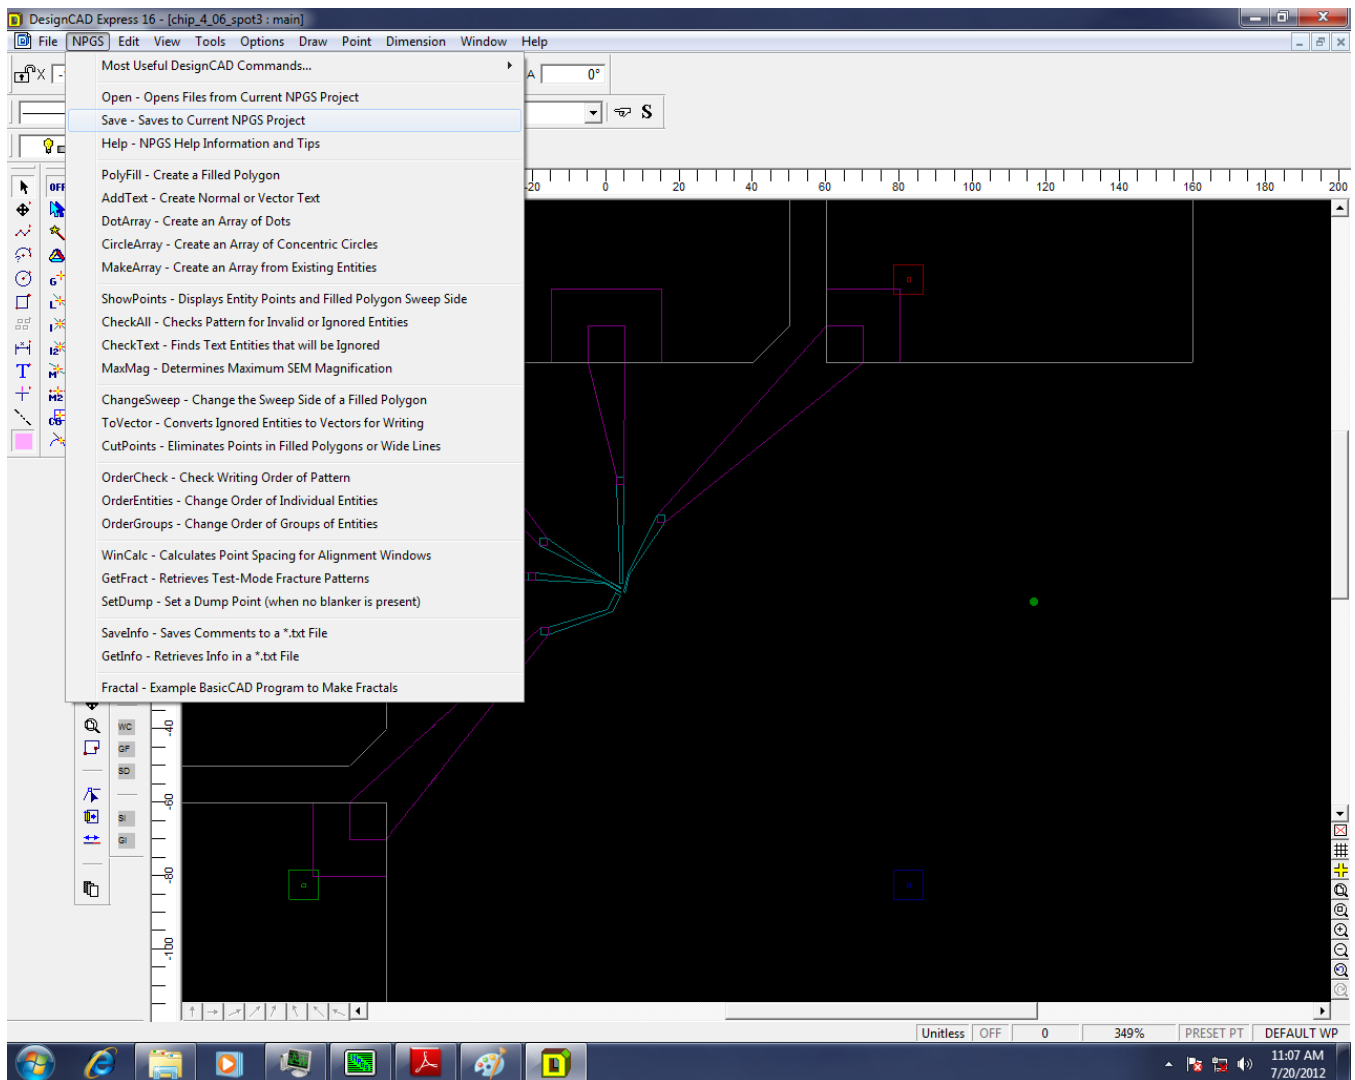 DesignCAD Express 16 - [chip_4_06_spot3 : main]
File NPGS Edit View Tools Options Draw Point Dimension Window Help
Most Useful DesignCAD Commands...
X A 0°
Open - Opens Files from Current NPGS Project
Save - Saves to Current NPGS Project
S
Help - NPGS Help Information and Tips
PolyFill - Create a Filled Polygon
OFF
-20 0 20 40 60 80 100 120 140 160 180 200
AddText - Create Normal or Vector Text
DotArray - Create an Array of Dots
CircleArray - Create an Array of Concentric Circles
MakeArray - Create an Array from Existing Entities
G
ShowPoints - Displays Entity Points and Filled Polygon Sweep Side
L
CheckAll - Checks Pattern for Invalid or Ignored Entities
I
CheckText - Finds Text Entities that will be Ignored
I2
MaxMag - Determines Maximum SEM Magnification
T M
ChangeSweep - Change the Sweep Side of a Filled Polygon
M2
ToVector - Converts Ignored Entities to Vectors for Writing
CG
CutPoints - Eliminates Points in Filled Polygons or Wide Lines
OrderCheck - Check Writing Order of Pattern
OrderEntities - Change Order of Individual Entities
OrderGroups - Change Order of Groups of Entities
WinCalc - Calculates Point Spacing for Alignment Windows
GetFract - Retrieves Test-Mode Fracture Patterns
SetDump - Set a Dump Point (when no blanker is present)
SaveInfo - Saves Comments to a *.txt File
GetInfo - Retrieves Info in a *.txt File
Fractal - Example BasicCAD Program to Make Fractals
WC
-40
GF
SD
-60
SI
GI
-80
-100
Unitless OFF 0 349% PRESET PT DEFAULT WP
11:07 AM
7/20/2012